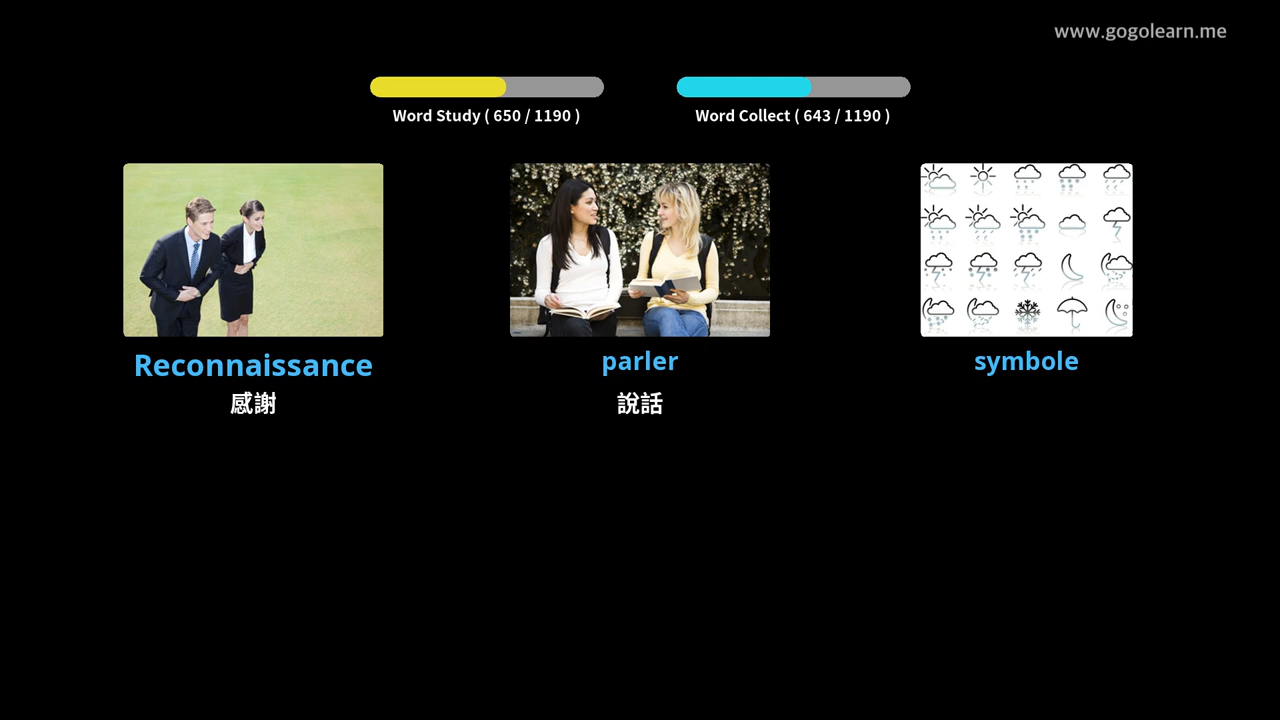 www.gogolearn.me
Word Study ( 650 / 1190 )
Word Collect ( 643 / 1190 )
Reconnaissance
parler
symbole
感謝
說話